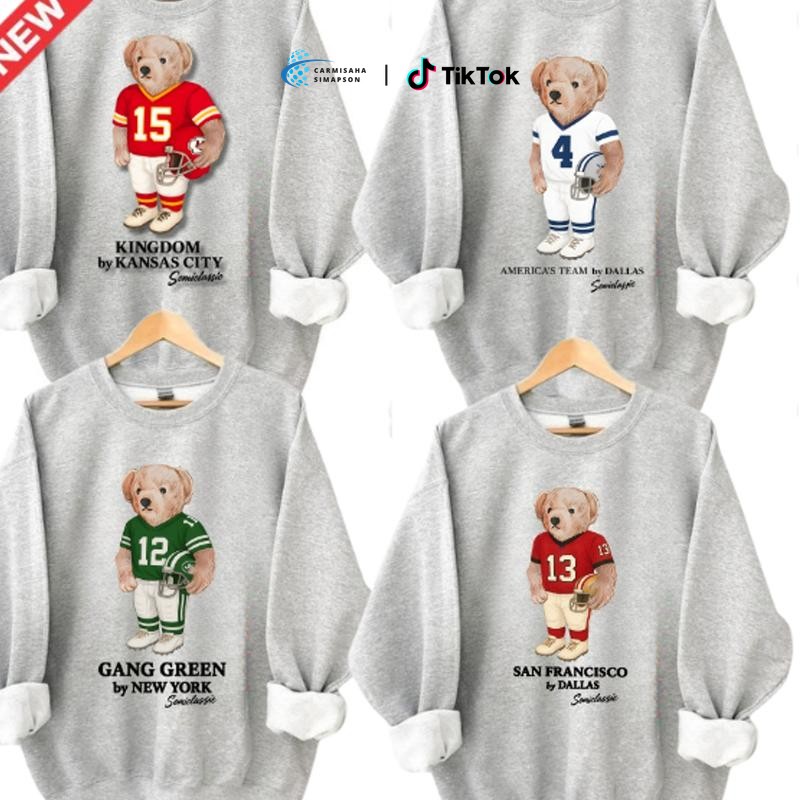 NEW
CARMISAHA
SIMAPSON
|
TikTok
15
KINGDOM
by KANSAS CITY
Semiclassic
4
AMERICA'S TEAM by DALLAS
Semiclassic
12
GANG GREEN
by NEW YORK
Semiclassic
13
13
SAN FRANCISCO
by DALLAS
Semiclassic